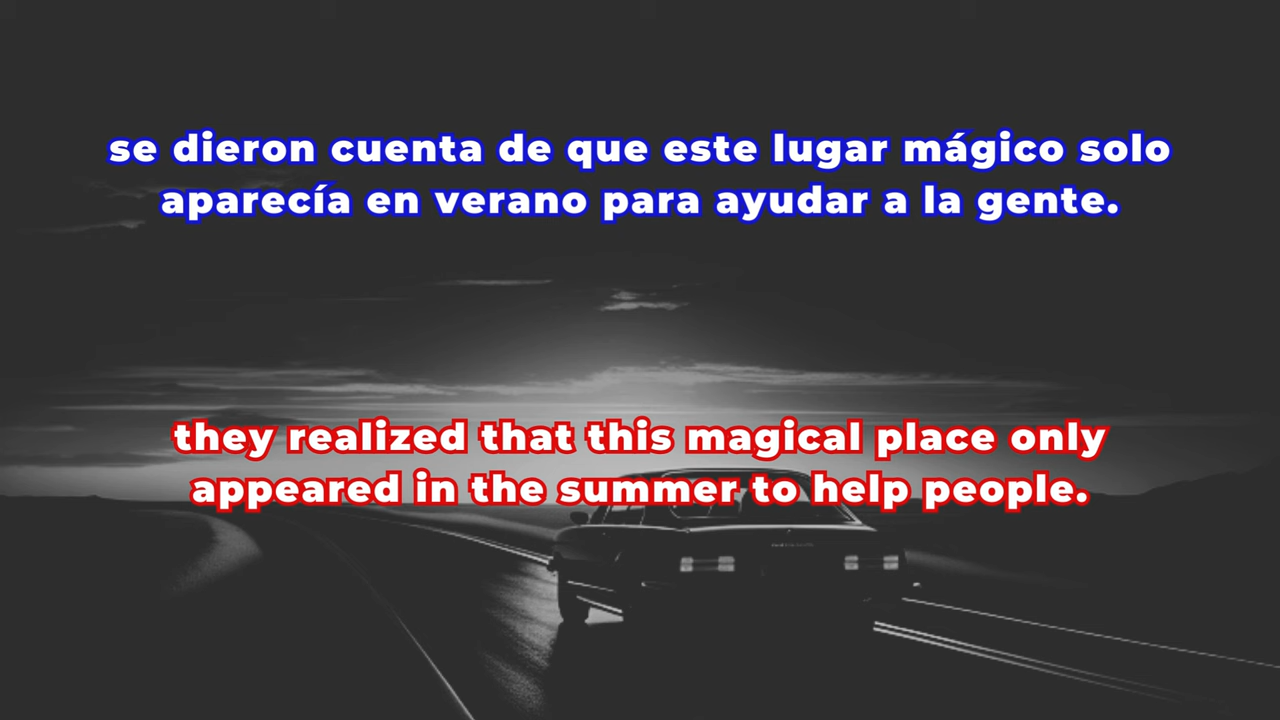 se dieron cuenta de que este lugar mágico solo
aparecía en verano para ayudar a la gente.
they realized that this magical place only
appeared in the summer to help people.